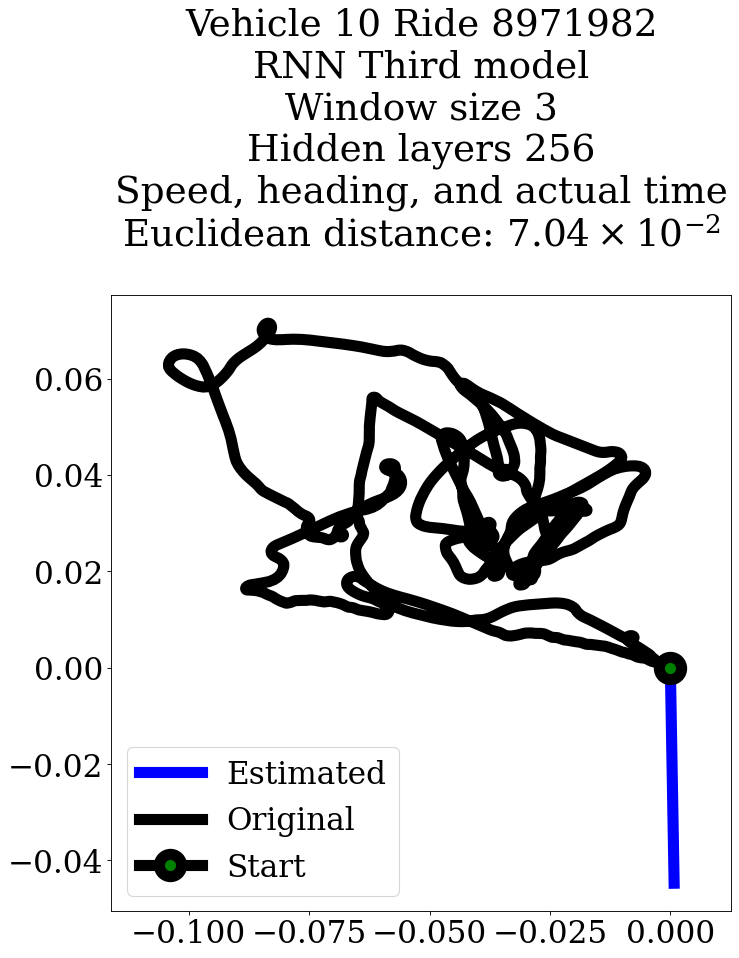 Vehicle 10 Ride 8971982
RNN Third model
Window size 3
Hidden layers 256
Speed, heading, and actual time
Euclidean distance: 7.04 × 10⁻²
0.06
0.04
0.02
0.00
−0.02
−0.04
Estimated
Original
Start
−0.100 −0.075 −0.050 −0.025 0.000